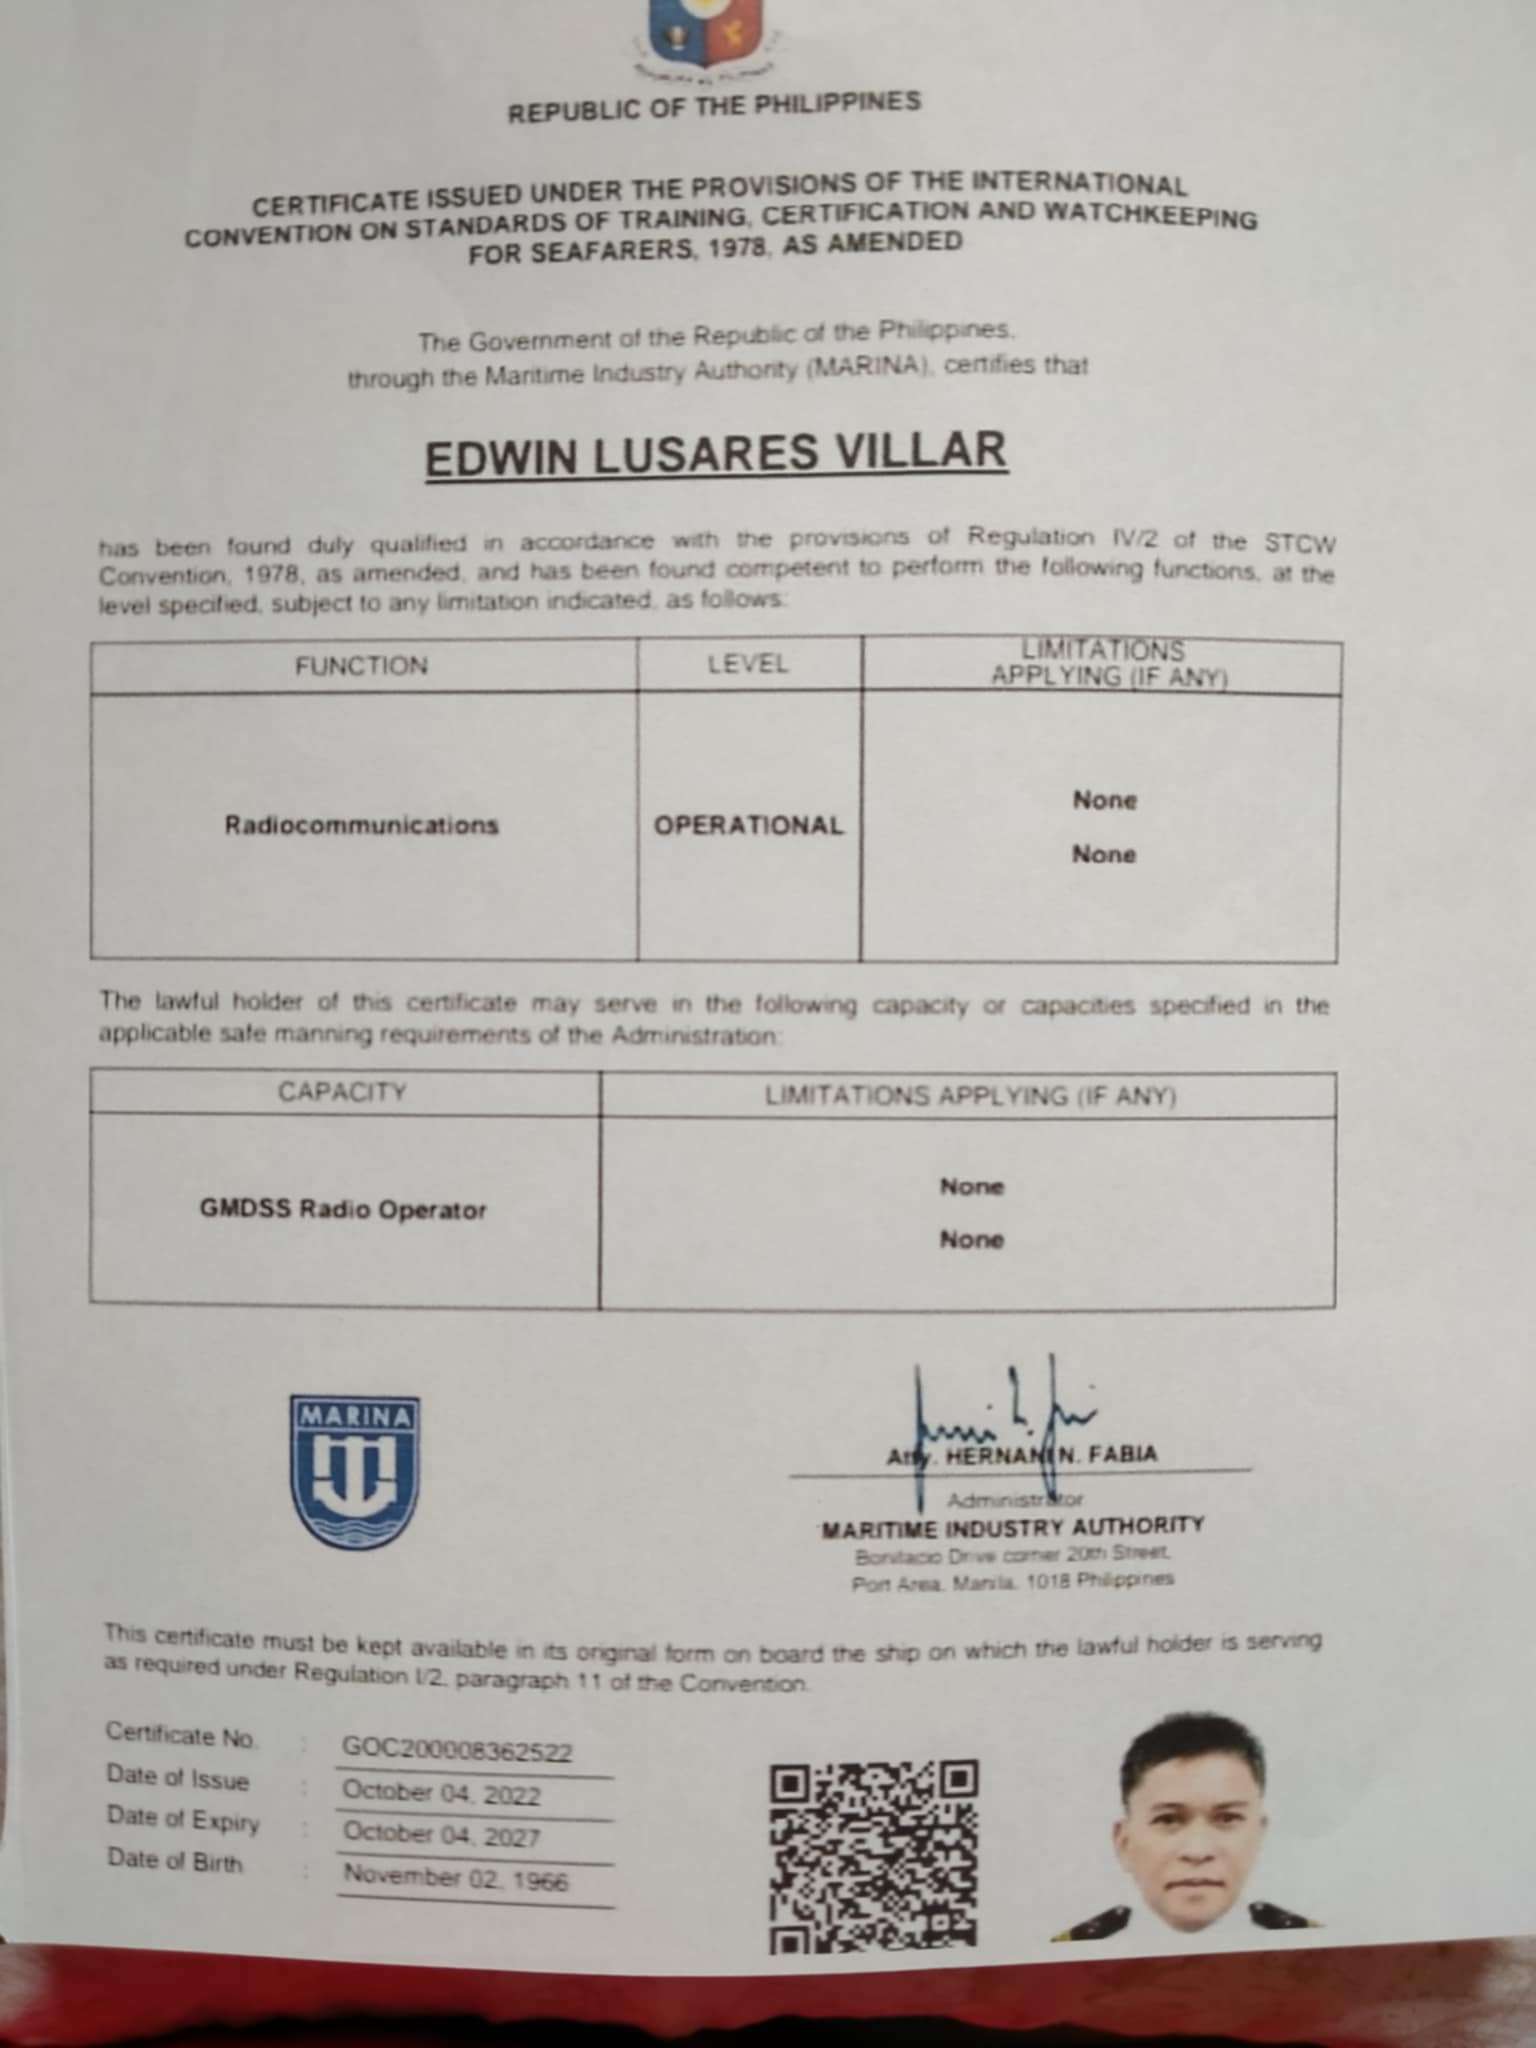 REPUBLIC OF THE PHILIPPINES
CERTIFICATE ISSUED UNDER THE PROVISIONS OF THE INTERNATIONAL
CONVENTION ON STANDARDS OF TRAINING, CERTIFICATION AND WATCHKEEPING
FOR SEAFARERS, 1978, AS AMENDED
The Government of the Republic of the Philippines,
through the Maritime Industry Authority (MARINA), certifies that
EDWIN LUSARES VILLAR
has been found duly qualified in accordance with the provisions of Regulation IV/2 of the STCW
Convention, 1978, as amended, and has been found competent to perform the following functions, at the
level specified, subject to any limitation indicated, as follows:
FUNCTION LEVEL LIMITATIONS
APPLYING (IF ANY)
Radiocommunications OPERATIONAL None
None
The lawful holder of this certificate may serve in the following capacity or capacities specified in the
applicable safe manning requirements of the Administration:
CAPACITY LIMITATIONS APPLYING (IF ANY)
GMDSS Radio Operator None
None
MARINA
Atty. HERNANI N. FABIA
Administrator
MARITIME INDUSTRY AUTHORITY
Bonifacio Drive corner 20th Street,
Port Area, Manila, 1018 Philippines
This certificate must be kept available in its original form on board the ship on which the lawful holder is serving
as required under Regulation I/2, paragraph 11 of the Convention.
Certificate No. : GOC200008362522
Date of Issue : October 04, 2022
Date of Expiry : October 04, 2027
Date of Birth : November 02, 1966